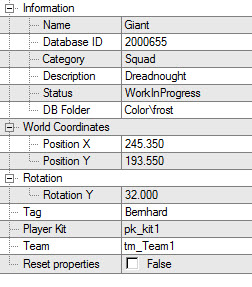 Information
Name Giant
Database ID 2000655
Category Squad
Description Dreadnought
Status WorkInProgress
DB Folder Color\frost
World Coordinates
Position X 245.350
Position Y 193.550
Rotation
Rotation Y 32.000
Tag Bernhard
Player Kit pk_kit1
Team tm_Team1
Reset properties False